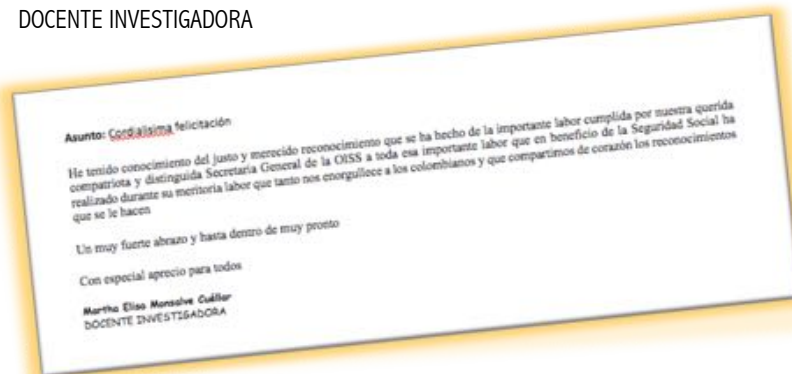 DOCENTE INVESTIGADORA
Asunto: Cordialísima felicitación
He tenido conocimiento del justo y merecido reconocimiento que se ha hecho de la importante labor cumplida por nuestra querida
compatriota y distinguida Secretaria General de la OISS a toda esa importante labor que en beneficio de la Seguridad Social ha
realizado durante su meritoria labor que tanto nos enorgullece a los colombianos y que compartimos de corazón los reconocimientos
que se le hacen
Un muy fuerte abrazo y hasta dentro de muy pronto
Con especial aprecio para todos
Martha Elisa Monsalve Cuéllar
DOCENTE INVESTIGADORA